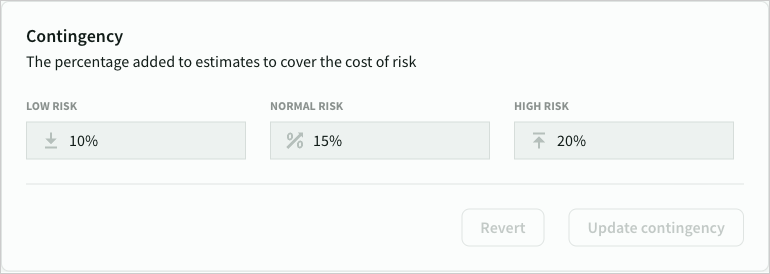 Contingency
The percentage added to estimates to cover the cost of risk
LOW RISK NORMAL RISK HIGH RISK
10% 15% 20%
Revert Update contingency